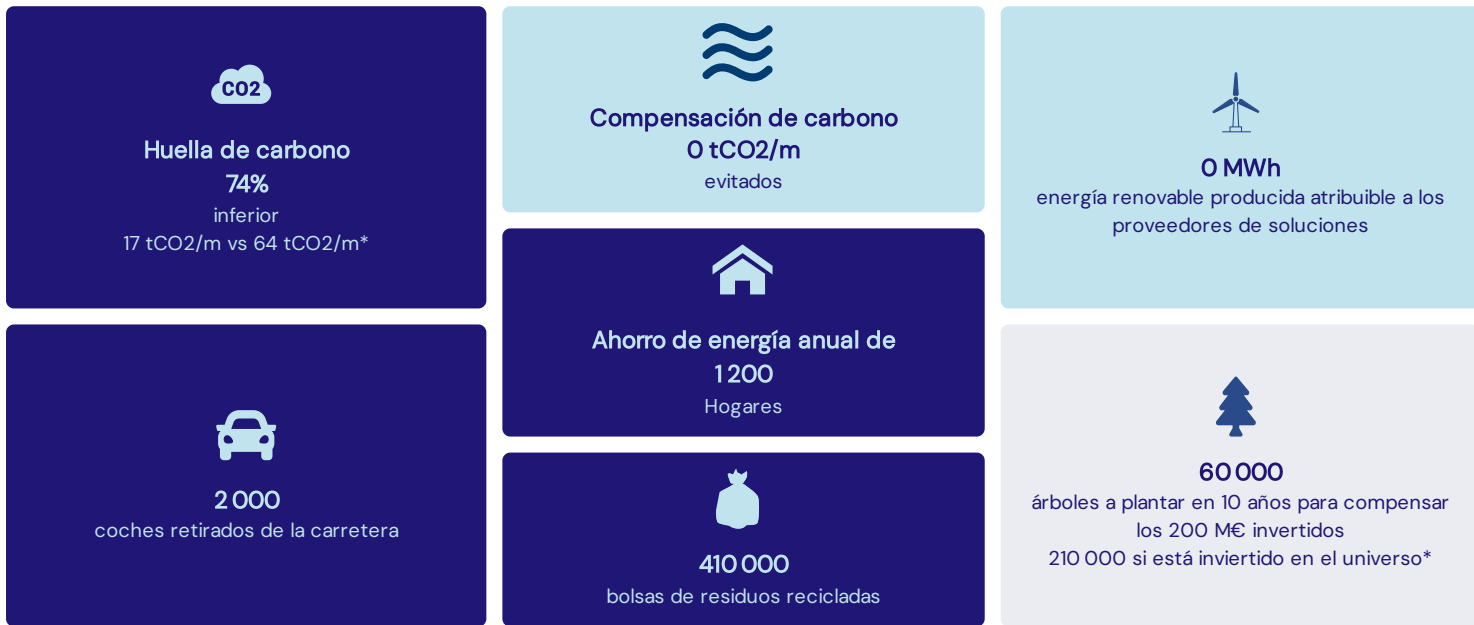 CO2
Huella de carbono
74%
inferior
17 tCO2/m vs 64 tCO2/m*
Compensación de carbono
0 tCO2/m
evitados
0 MWh
energía renovable producida atribuible a los
proveedores de soluciones
Ahorro de energía anual de
1 200
Hogares
2 000
coches retirados de la carretera
410 000
bolsas de residuos recicladas
60 000
árboles a plantar en 10 años para compensar
los 200 M€ invertidos
210 000 si está inviertido en el universo*